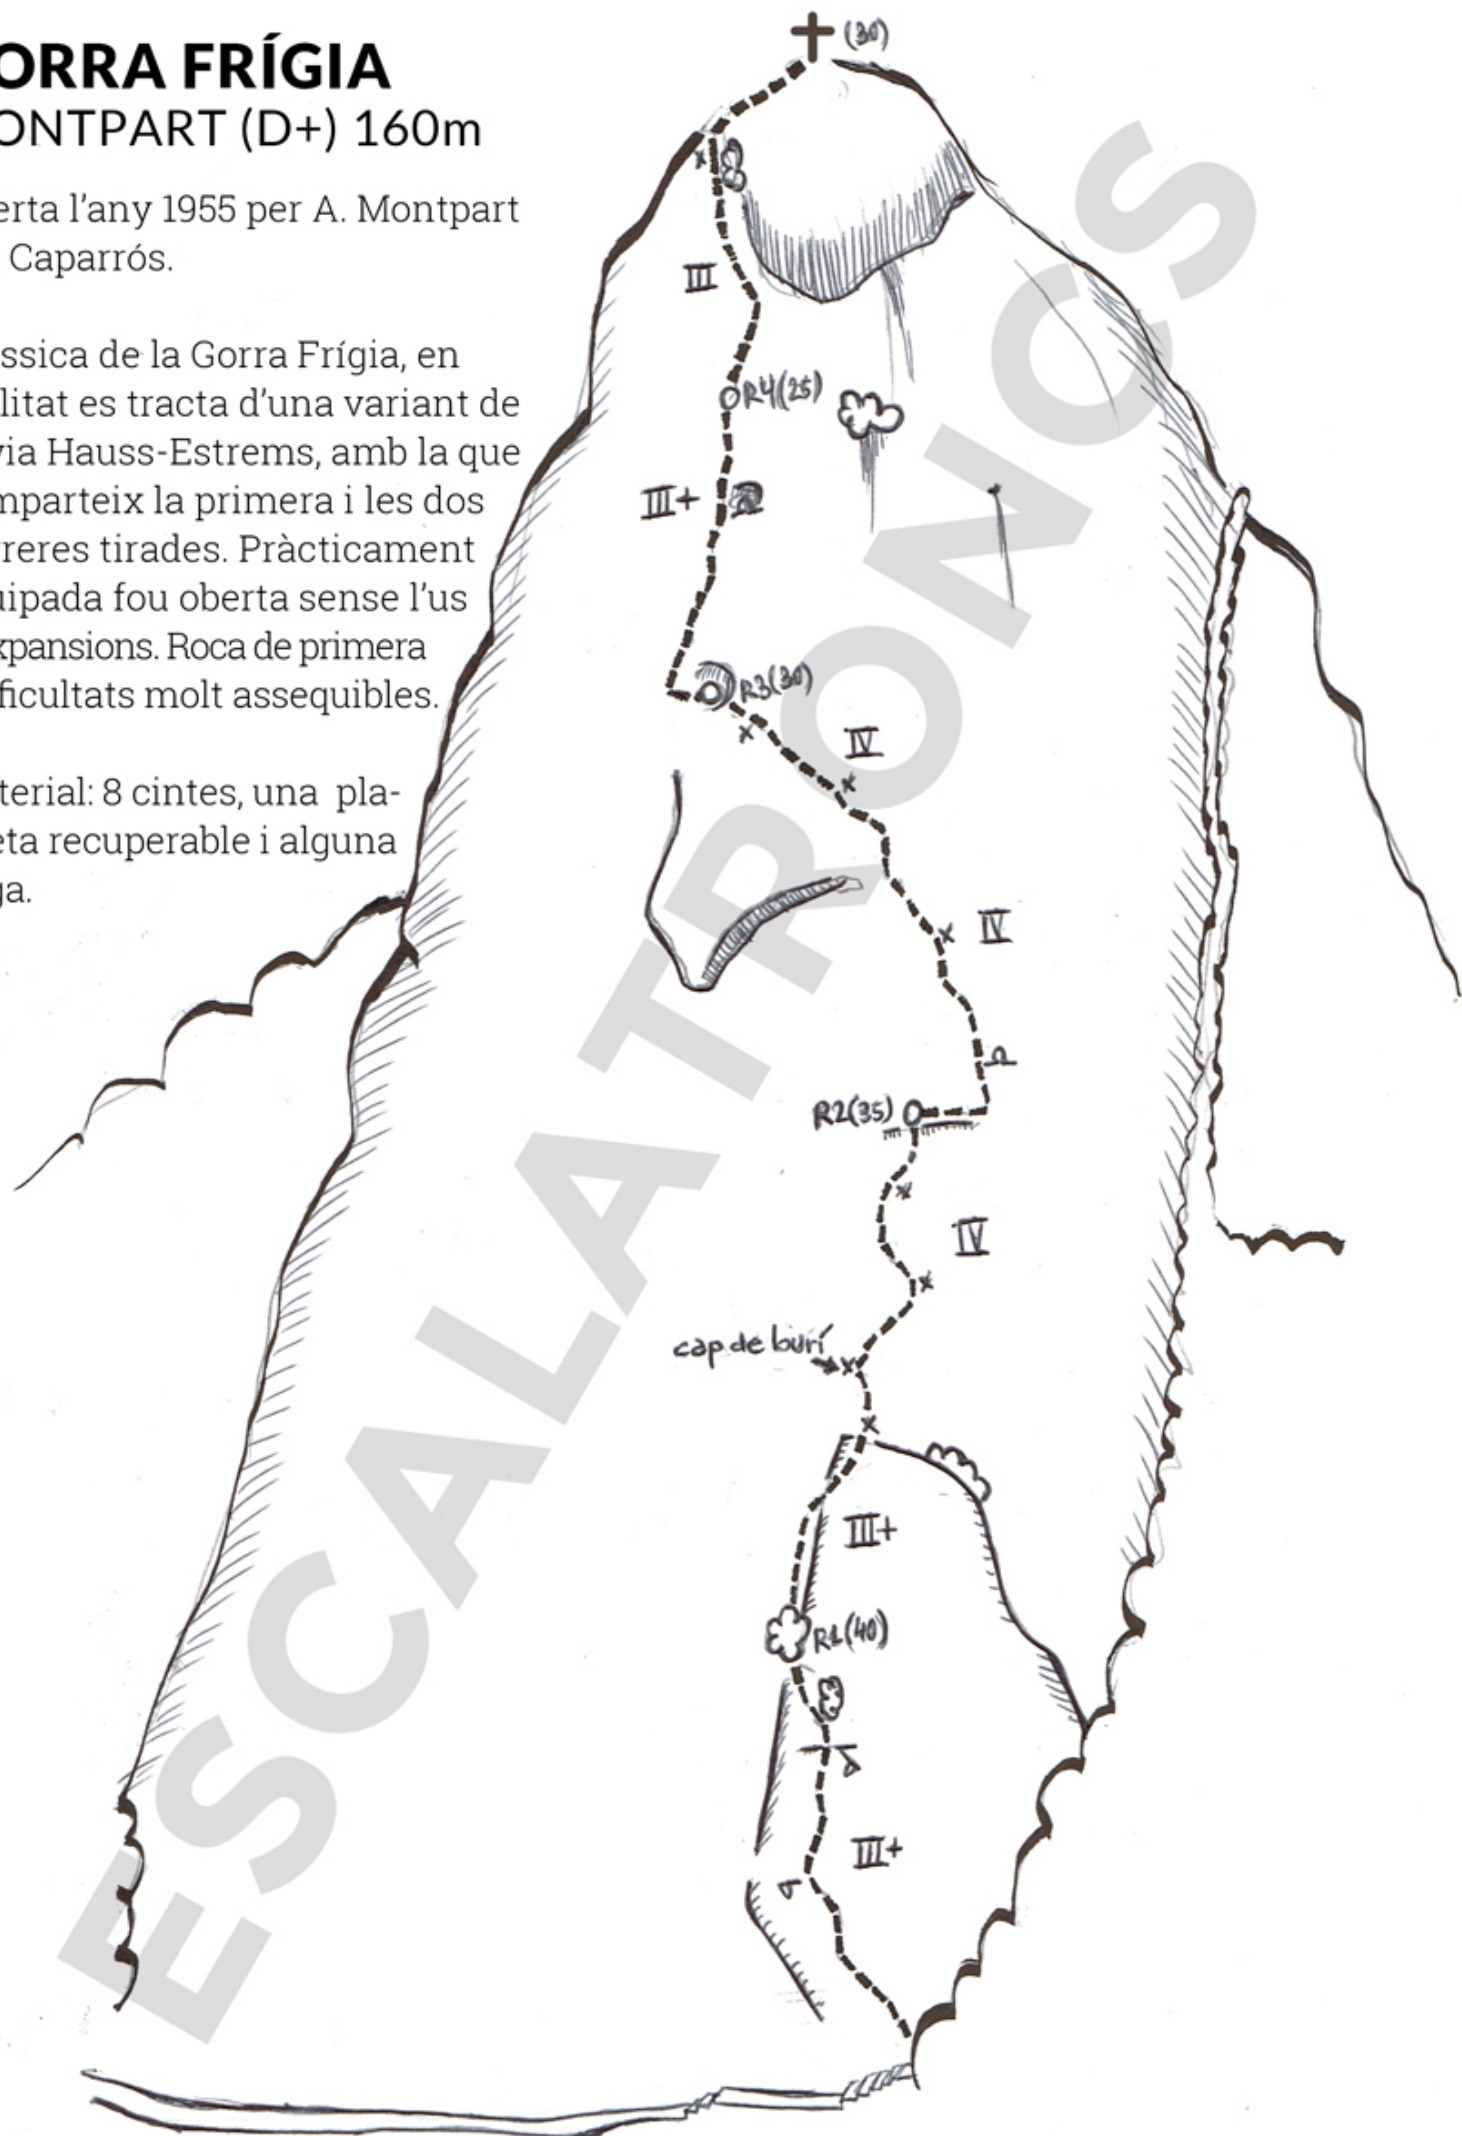 ORRA FRÍGIA
ONTPART (D+) 160m
erta l'any 1955 per A. Montpart
Caparrós.
ssica de la Gorra Frígia, en
litat es tracta d'una variant de
via Hauss-Estrems, amb la que
mparteix la primera i les dos
rreres tirades. Pràcticament
uipada fou oberta sense l'us
xpansions. Roca de primera
ficultats molt assequibles.
terial: 8 cintes, una pla-
eta recuperable i alguna
ga.
(30)
III
R4(25)
III+
R3(30)
IV
IV
R2(35)
IV
cap de burí
III+
R1(40)
III+
ESCALATRONCS